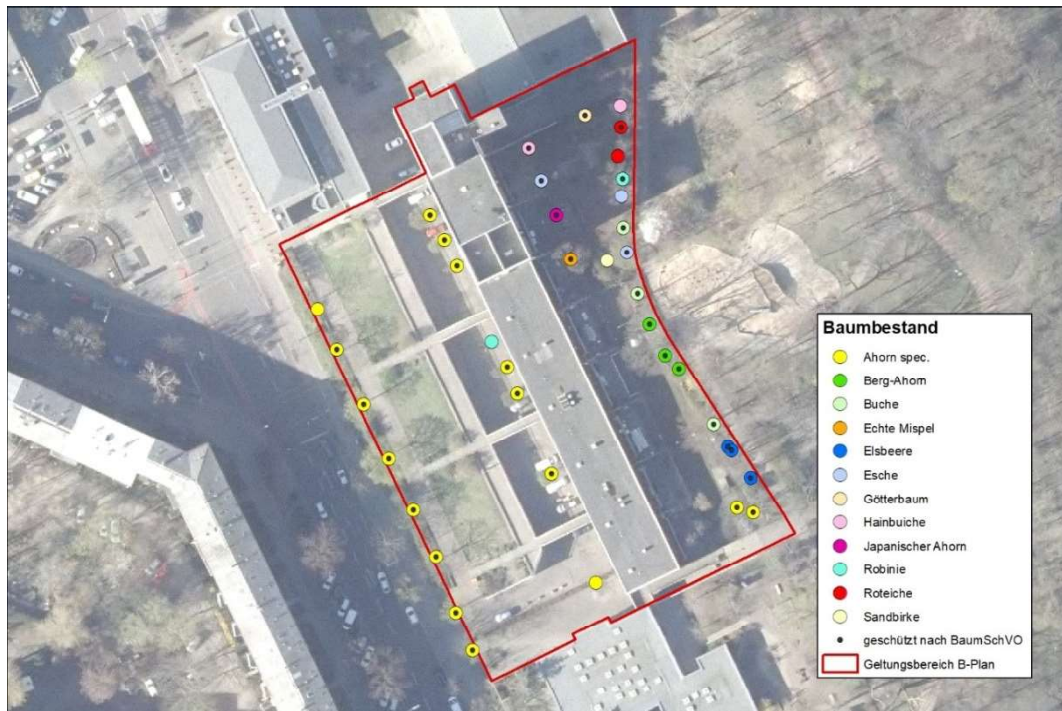 Baumbestand
Ahorn spec.
Berg-Ahorn
Buche
Echte Mispel
Elsbeere
Esche
Götterbaum
Hainbuiche
Japanischer Ahorn
Robinie
Roteiche
Sandbirke
geschützt nach BaumSchVO
Geltungsbereich B-Plan